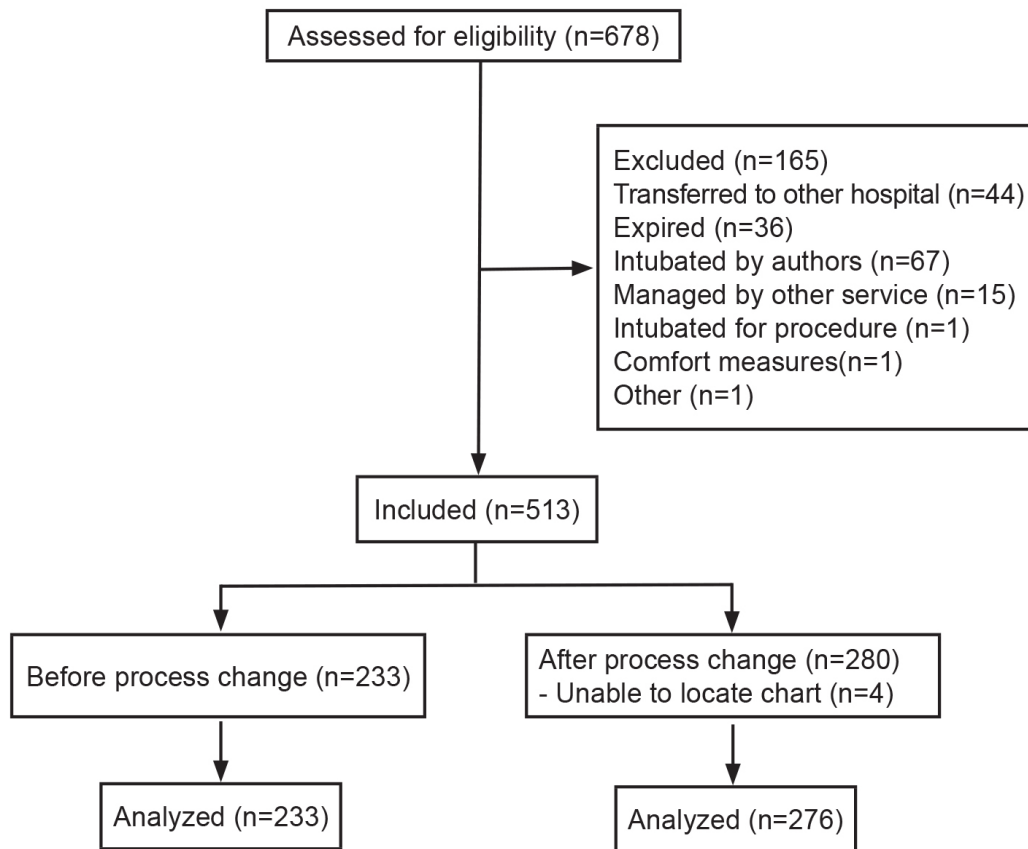 Assessed for eligibility (n=678)
Excluded (n=165)
Transferred to other hospital (n=44)
Expired (n=36)
Intubated by authors (n=67)
Managed by other service (n=15)
Intubated for procedure (n=1)
Comfort measures(n=1)
Other (n=1)
Included (n=513)
Before process change (n=233)
After process change (n=280)
- Unable to locate chart (n=4)
Analyzed (n=233)
Analyzed (n=276)